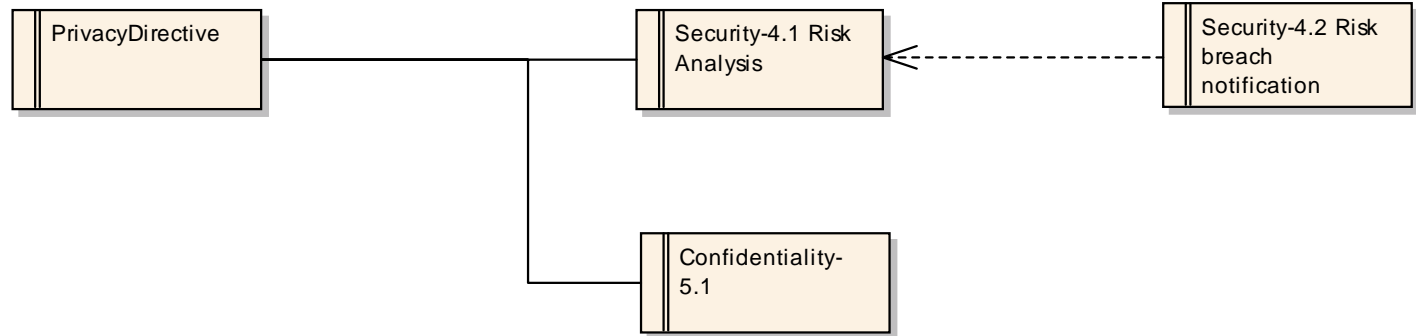 PrivacyDirective
Security-4.1 Risk
Analysis
Security-4.2 Risk
breach
notification
Confidentiality-
5.1